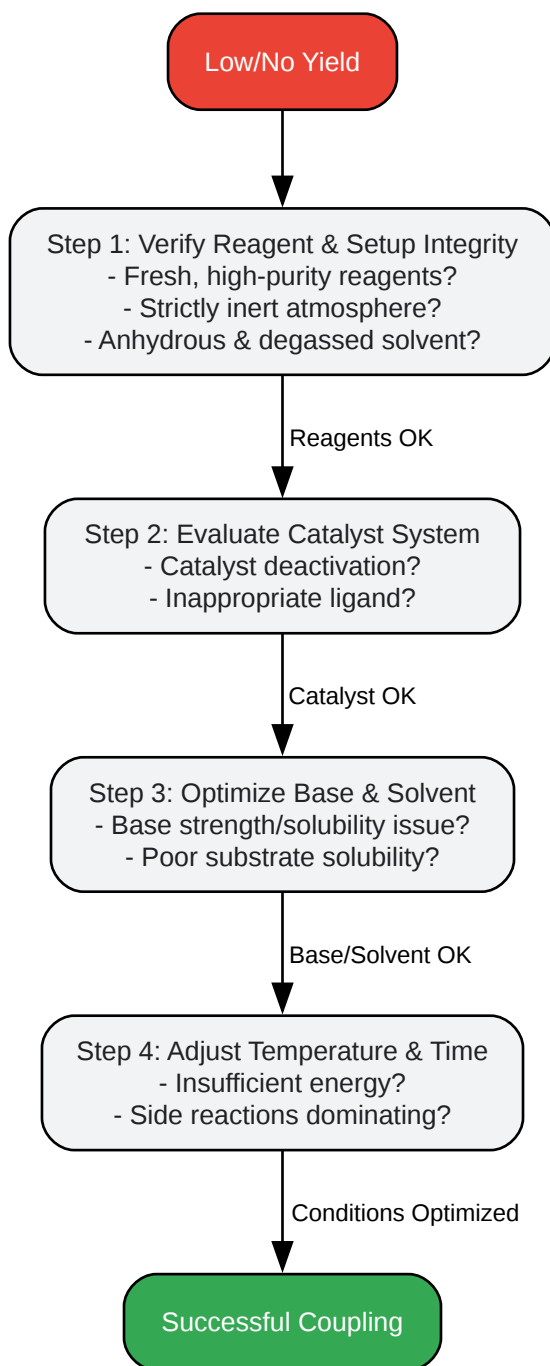 Low/No Yield
Step 1: Verify Reagent & Setup Integrity
- Fresh, high-purity reagents?
- Strictly inert atmosphere?
- Anhydrous & degassed solvent?
Reagents OK
Step 2: Evaluate Catalyst System
- Catalyst deactivation?
- Inappropriate ligand?
Catalyst OK
Step 3: Optimize Base & Solvent
- Base strength/solubility issue?
- Poor substrate solubility?
Base/Solvent OK
Step 4: Adjust Temperature & Time
- Insufficient energy?
- Side reactions dominating?
Conditions Optimized
Successful Coupling